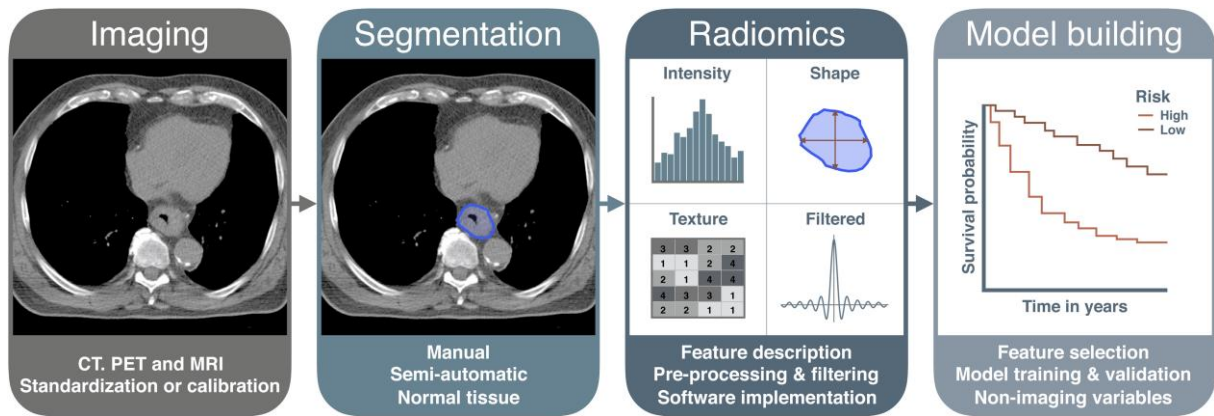 Imaging
CT. PET and MRI
Standardization or calibration
Segmentation
Manual
Semi-automatic
Normal tissue
Radiomics
Intensity
Shape
Texture
3 3 2 2
1 1 2 4
2 1 4 4
4 3 3 1
2 2 1 1
Filtered
Feature description
Pre-processing & filtering
Software implementation
Model building
Risk
High
Low
Survival probability
Time in years
Feature selection
Model training & validation
Non-imaging variables